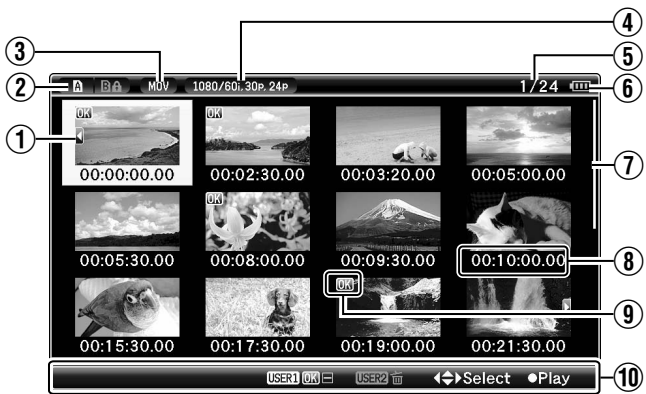 ④
③ ⑤
② A B MOV 1080/60i.30P.24P 1/24 ⑥
① OK OK ⑦
00:00:00.00 00:02:30.00 00:03:20.00 00:05:00.00
OK
00:05:30.00 00:08:00.00 00:09:30.00 00:10:00.00 ⑧
OK ⑨
00:15:30.00 00:17:30.00 00:19:00.00 00:21:30.00
USER1 OK USER2 Select Play ⑩